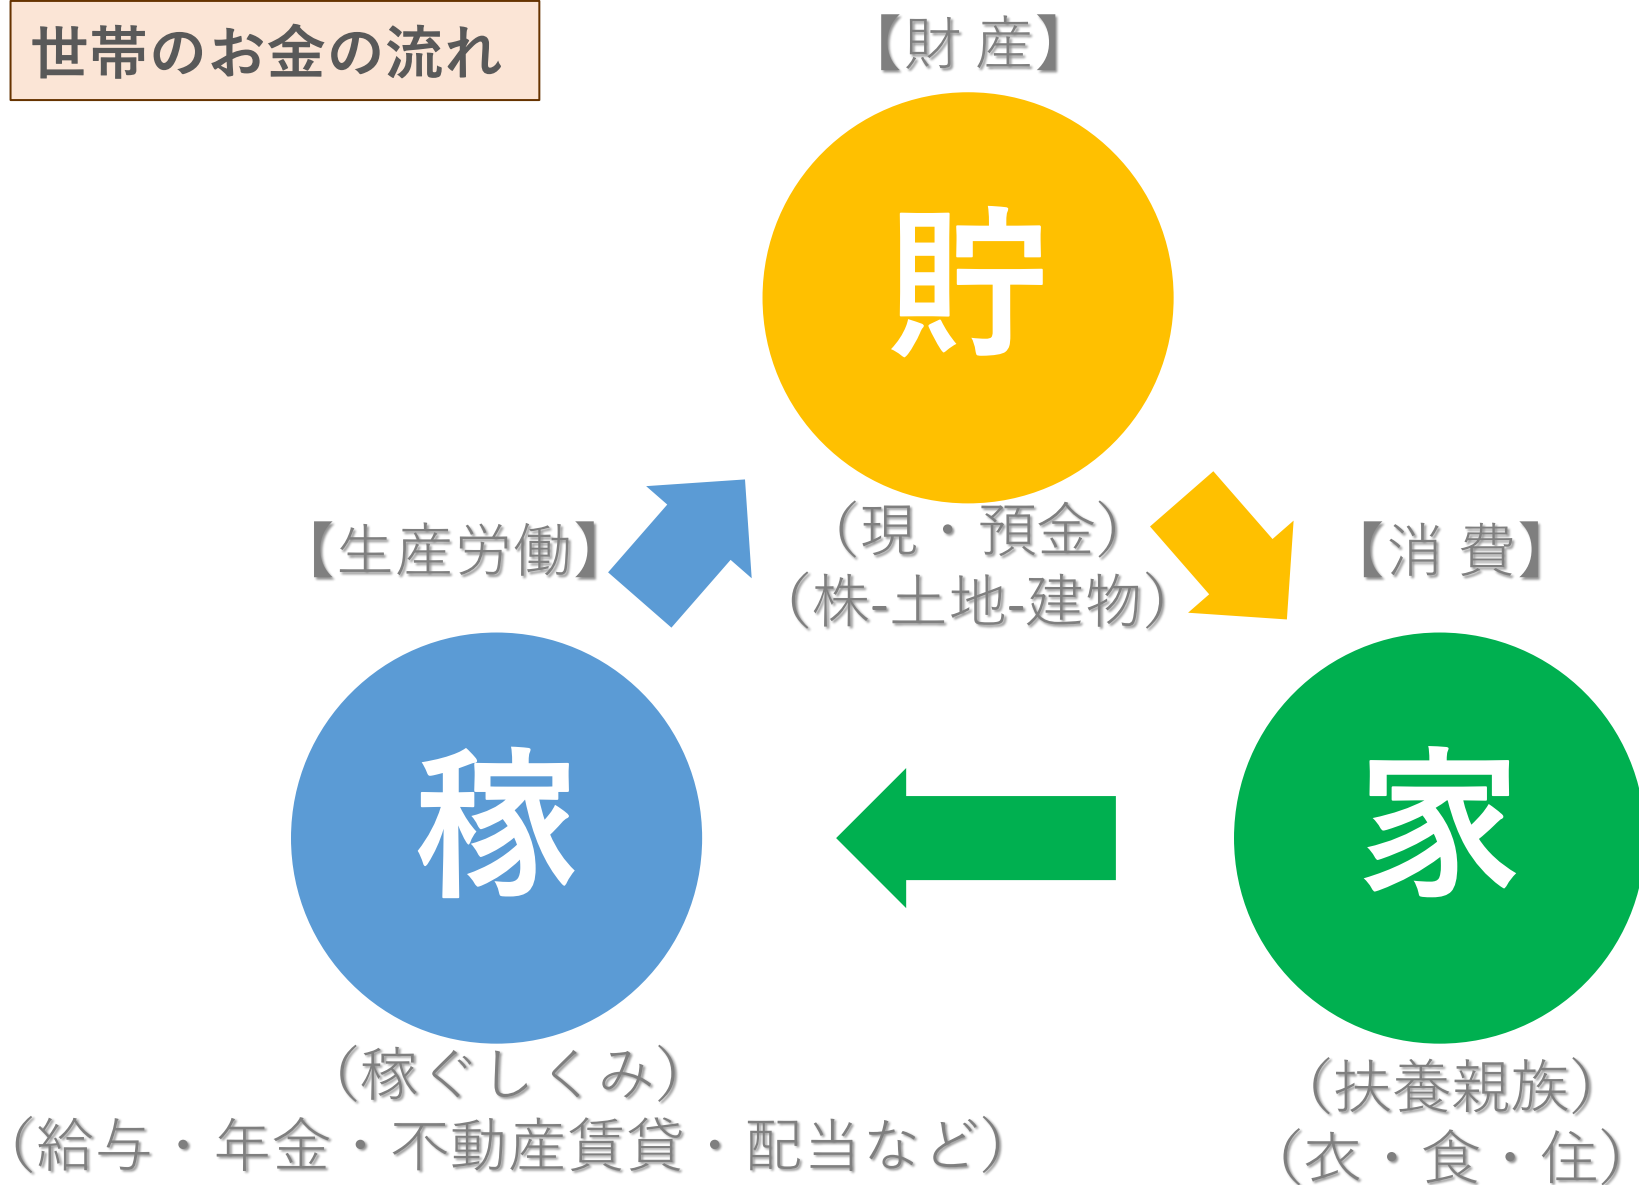 世帯のお金の流れ
【財 産】
貯
（現・預金）
（株-土地-建物）
【生産労働】
稼
（稼ぐしくみ）
（給与・年金・不動産賃貸・配当など）
【消 費】
家
（扶養親族）
（衣・食・住）